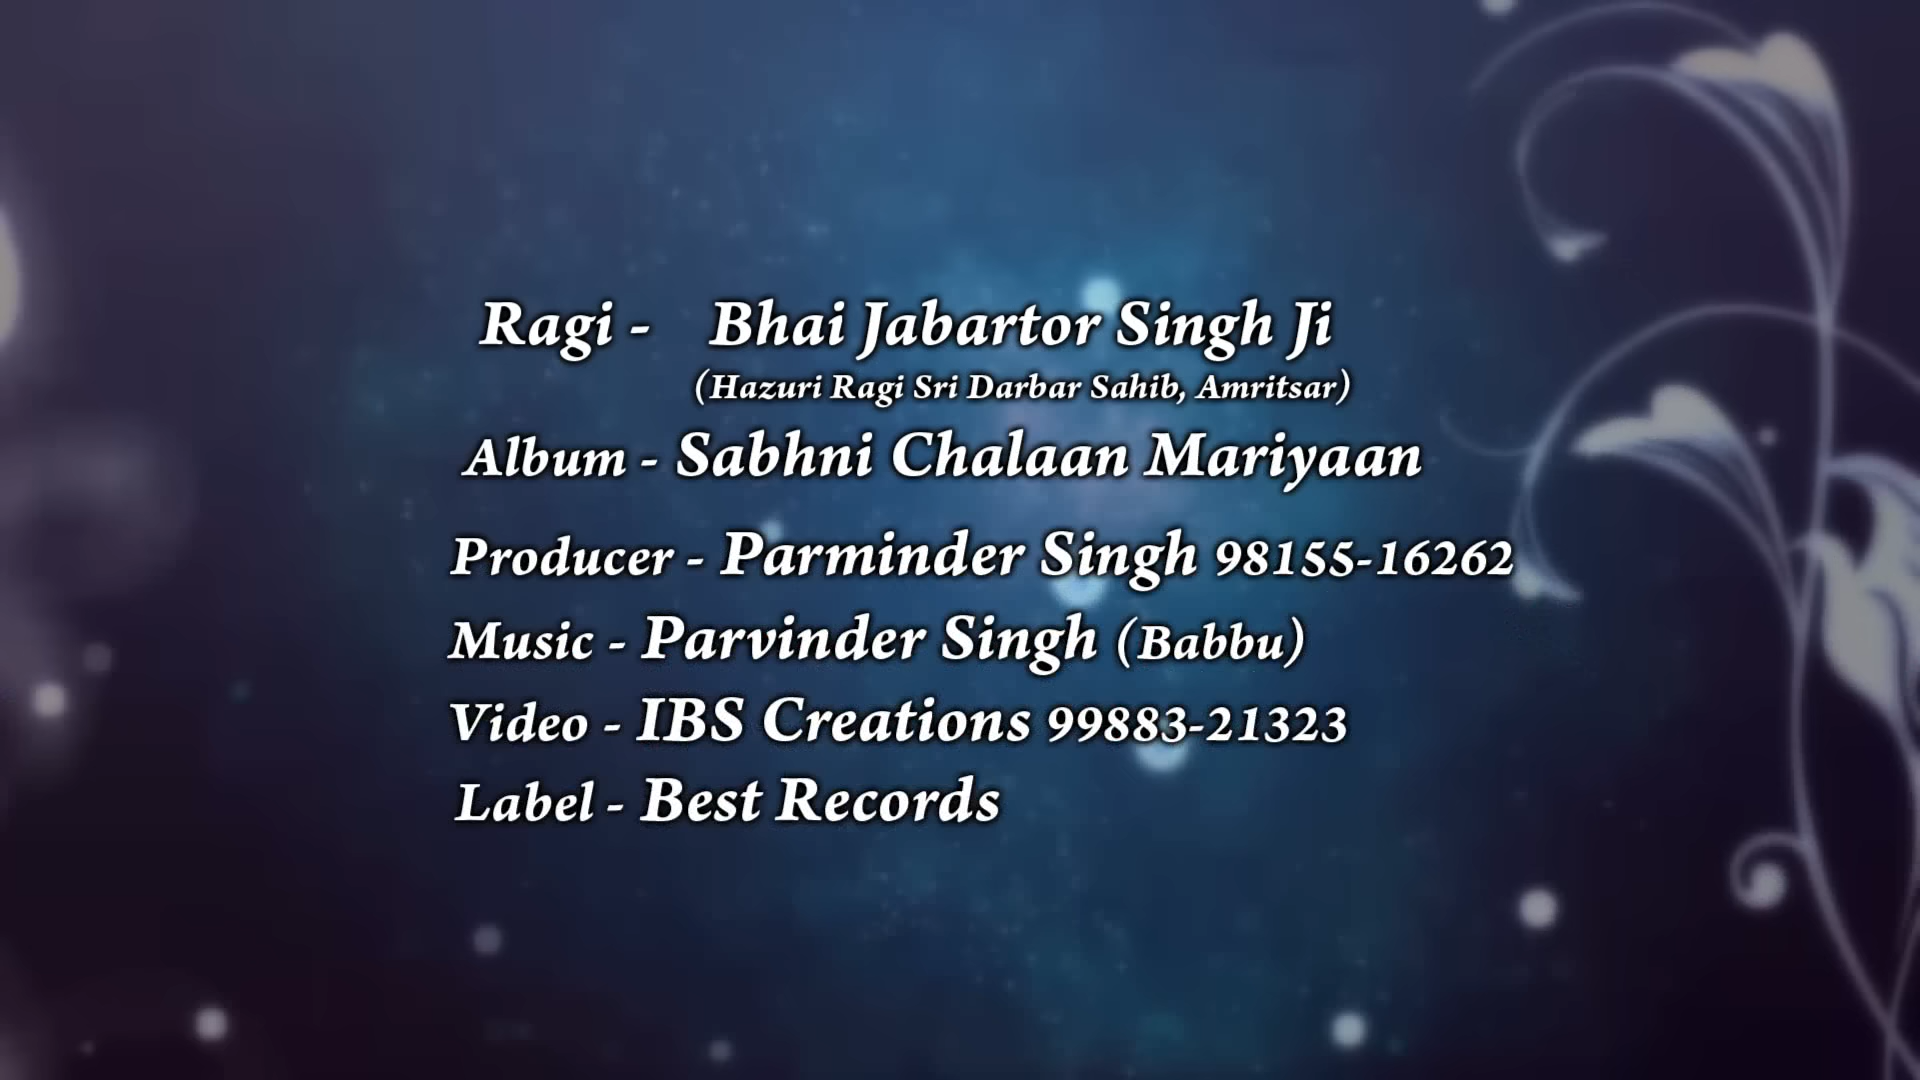 Ragi - Bhai Jabartor Singh Ji
(Hazuri Ragi Sri Darbar Sahib, Amritsar)
Album - Sabhni Chalaan Mariyaan
Producer - Parminder Singh 98155-16262
Music - Parvinder Singh (Babbu)
Video - IBS Creations 99883-21323
Label - Best Records